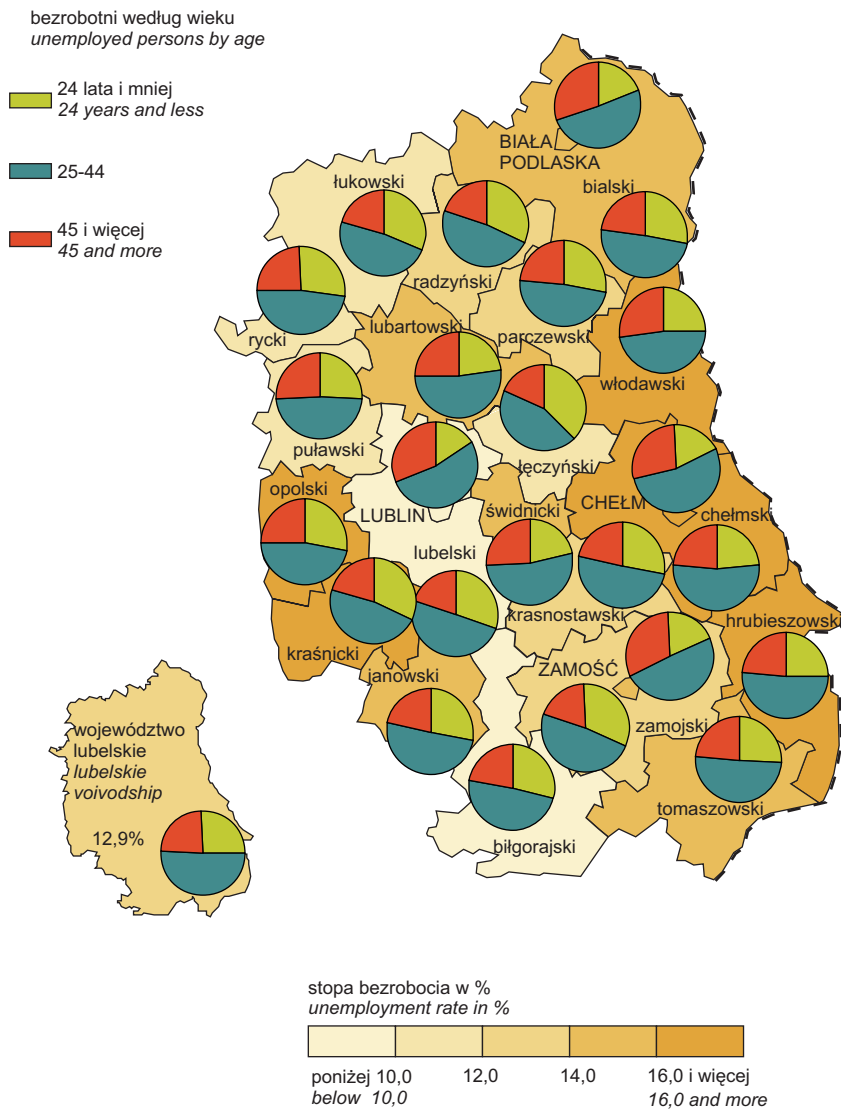 bezrobotni według wieku
unemployed persons by age
24 lata i mniej
24 years and less
25-44
45 i więcej
45 and more
BIAŁA
PODLASKA
bialski
łukowski
radzyński
rycki
lubartowski
parczewski
włodawski
puławski
łęczyński
opolski
LUBLIN
świdnicki
CHEŁM
chełmski
lubelski
krasnostawski
hrubieszowski
kraśnicki
janowski
ZAMOŚĆ
zamojski
tomaszowski
biłgorajski
województwo
lubelskie
lubelskie
voivodship
12,9%
stopa bezrobocia w %
unemployment rate in %
poniżej 10,0 12,0 14,0 16,0 i więcej
below 10,0 16,0 and more